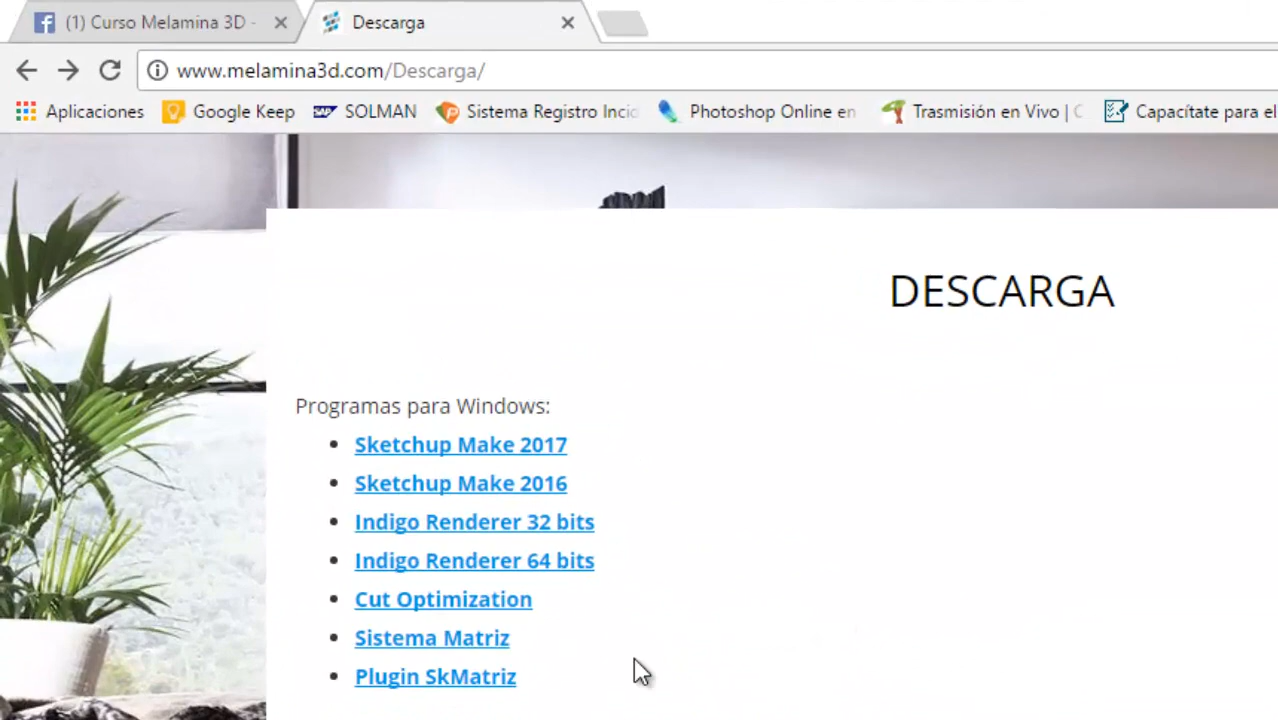 (1) Curso Melamina 3D -
Descarga
www.melamina3d.com/Descarga/
Aplicaciones Google Keep SOLMAN Sistema Registro Incid Photoshop Online en Trasmisión en Vivo | C Capacítate para el
DESCARGA
Programas para Windows:
Sketchup Make 2017
Sketchup Make 2016
Indigo Renderer 32 bits
Indigo Renderer 64 bits
Cut Optimization
Sistema Matriz
Plugin SkMatriz